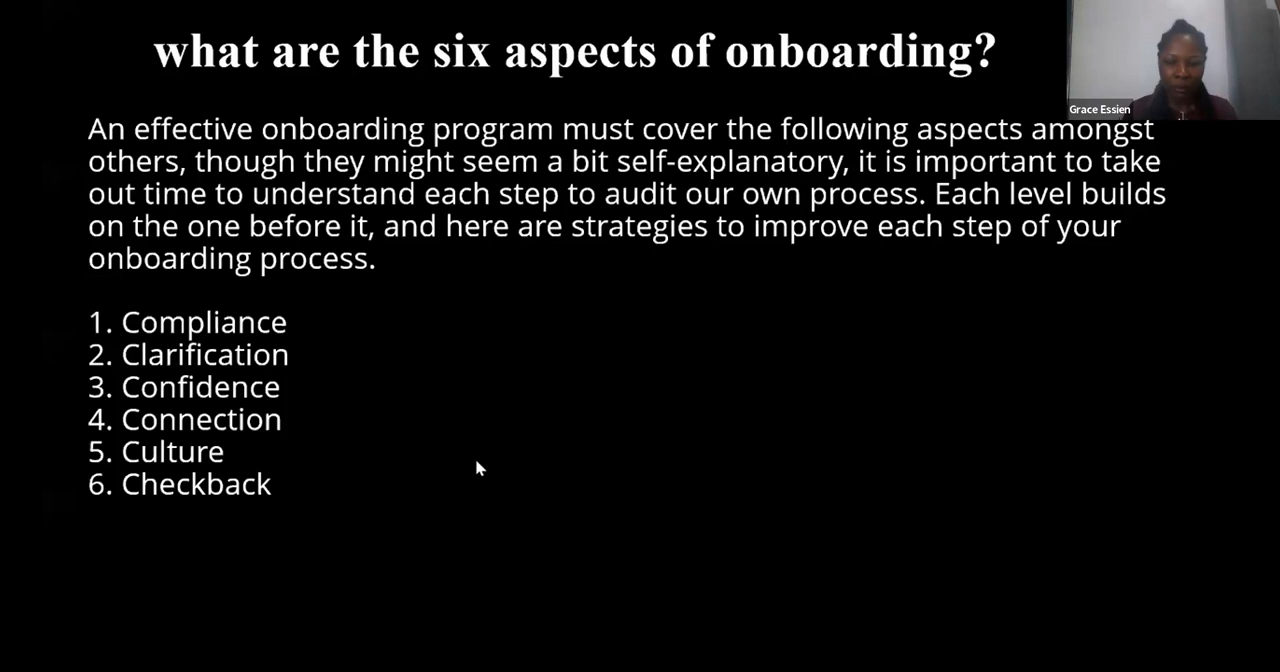 what are the six aspects of onboarding?
Grace Essien
An effective onboarding program must cover the following aspects amongst
others, though they might seem a bit self-explanatory, it is important to take
out time to understand each step to audit our own process. Each level builds
on the one before it, and here are strategies to improve each step of your
onboarding process.
1. Compliance
2. Clarification
3. Confidence
4. Connection
5. Culture
6. Checkback